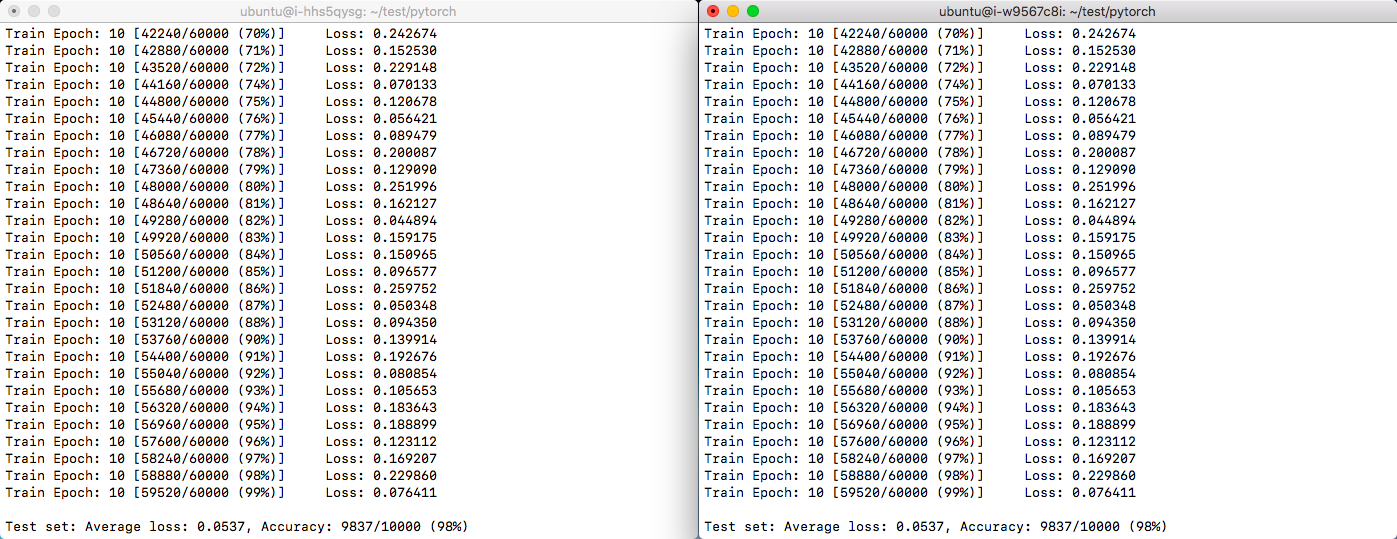 ubuntu@i-hhs5qysg: ~/test/pytorch
Train Epoch: 10 [42240/60000 (70%)] Loss: 0.242674
Train Epoch: 10 [42880/60000 (71%)] Loss: 0.152530
Train Epoch: 10 [43520/60000 (72%)] Loss: 0.229148
Train Epoch: 10 [44160/60000 (74%)] Loss: 0.070133
Train Epoch: 10 [44800/60000 (75%)] Loss: 0.120678
Train Epoch: 10 [45440/60000 (76%)] Loss: 0.056421
Train Epoch: 10 [46080/60000 (77%)] Loss: 0.089479
Train Epoch: 10 [46720/60000 (78%)] Loss: 0.200087
Train Epoch: 10 [47360/60000 (79%)] Loss: 0.129090
Train Epoch: 10 [48000/60000 (80%)] Loss: 0.251996
Train Epoch: 10 [48640/60000 (81%)] Loss: 0.162127
Train Epoch: 10 [49280/60000 (82%)] Loss: 0.044894
Train Epoch: 10 [49920/60000 (83%)] Loss: 0.159175
Train Epoch: 10 [50560/60000 (84%)] Loss: 0.150965
Train Epoch: 10 [51200/60000 (85%)] Loss: 0.096577
Train Epoch: 10 [51840/60000 (86%)] Loss: 0.259752
Train Epoch: 10 [52480/60000 (87%)] Loss: 0.050348
Train Epoch: 10 [53120/60000 (88%)] Loss: 0.094350
Train Epoch: 10 [53760/60000 (90%)] Loss: 0.139914
Train Epoch: 10 [54400/60000 (91%)] Loss: 0.192676
Train Epoch: 10 [55040/60000 (92%)] Loss: 0.080854
Train Epoch: 10 [55680/60000 (93%)] Loss: 0.105653
Train Epoch: 10 [56320/60000 (94%)] Loss: 0.183643
Train Epoch: 10 [56960/60000 (95%)] Loss: 0.188899
Train Epoch: 10 [57600/60000 (96%)] Loss: 0.123112
Train Epoch: 10 [58240/60000 (97%)] Loss: 0.169207
Train Epoch: 10 [58880/60000 (98%)] Loss: 0.229860
Train Epoch: 10 [59520/60000 (99%)] Loss: 0.076411
Test set: Average loss: 0.0537, Accuracy: 9837/10000 (98%)
ubuntu@i-w9567c8i: ~/test/pytorch
Train Epoch: 10 [42240/60000 (70%)] Loss: 0.242674
Train Epoch: 10 [42880/60000 (71%)] Loss: 0.152530
Train Epoch: 10 [43520/60000 (72%)] Loss: 0.229148
Train Epoch: 10 [44160/60000 (74%)] Loss: 0.070133
Train Epoch: 10 [44800/60000 (75%)] Loss: 0.120678
Train Epoch: 10 [45440/60000 (76%)] Loss: 0.056421
Train Epoch: 10 [46080/60000 (77%)] Loss: 0.089479
Train Epoch: 10 [46720/60000 (78%)] Loss: 0.200087
Train Epoch: 10 [47360/60000 (79%)] Loss: 0.129090
Train Epoch: 10 [48000/60000 (80%)] Loss: 0.251996
Train Epoch: 10 [48640/60000 (81%)] Loss: 0.162127
Train Epoch: 10 [49280/60000 (82%)] Loss: 0.044894
Train Epoch: 10 [49920/60000 (83%)] Loss: 0.159175
Train Epoch: 10 [50560/60000 (84%)] Loss: 0.150965
Train Epoch: 10 [51200/60000 (85%)] Loss: 0.096577
Train Epoch: 10 [51840/60000 (86%)] Loss: 0.259752
Train Epoch: 10 [52480/60000 (87%)] Loss: 0.050348
Train Epoch: 10 [53120/60000 (88%)] Loss: 0.094350
Train Epoch: 10 [53760/60000 (90%)] Loss: 0.139914
Train Epoch: 10 [54400/60000 (91%)] Loss: 0.192676
Train Epoch: 10 [55040/60000 (92%)] Loss: 0.080854
Train Epoch: 10 [55680/60000 (93%)] Loss: 0.105653
Train Epoch: 10 [56320/60000 (94%)] Loss: 0.183643
Train Epoch: 10 [56960/60000 (95%)] Loss: 0.188899
Train Epoch: 10 [57600/60000 (96%)] Loss: 0.123112
Train Epoch: 10 [58240/60000 (97%)] Loss: 0.169207
Train Epoch: 10 [58880/60000 (98%)] Loss: 0.229860
Train Epoch: 10 [59520/60000 (99%)] Loss: 0.076411
Test set: Average loss: 0.0537, Accuracy: 9837/10000 (98%)